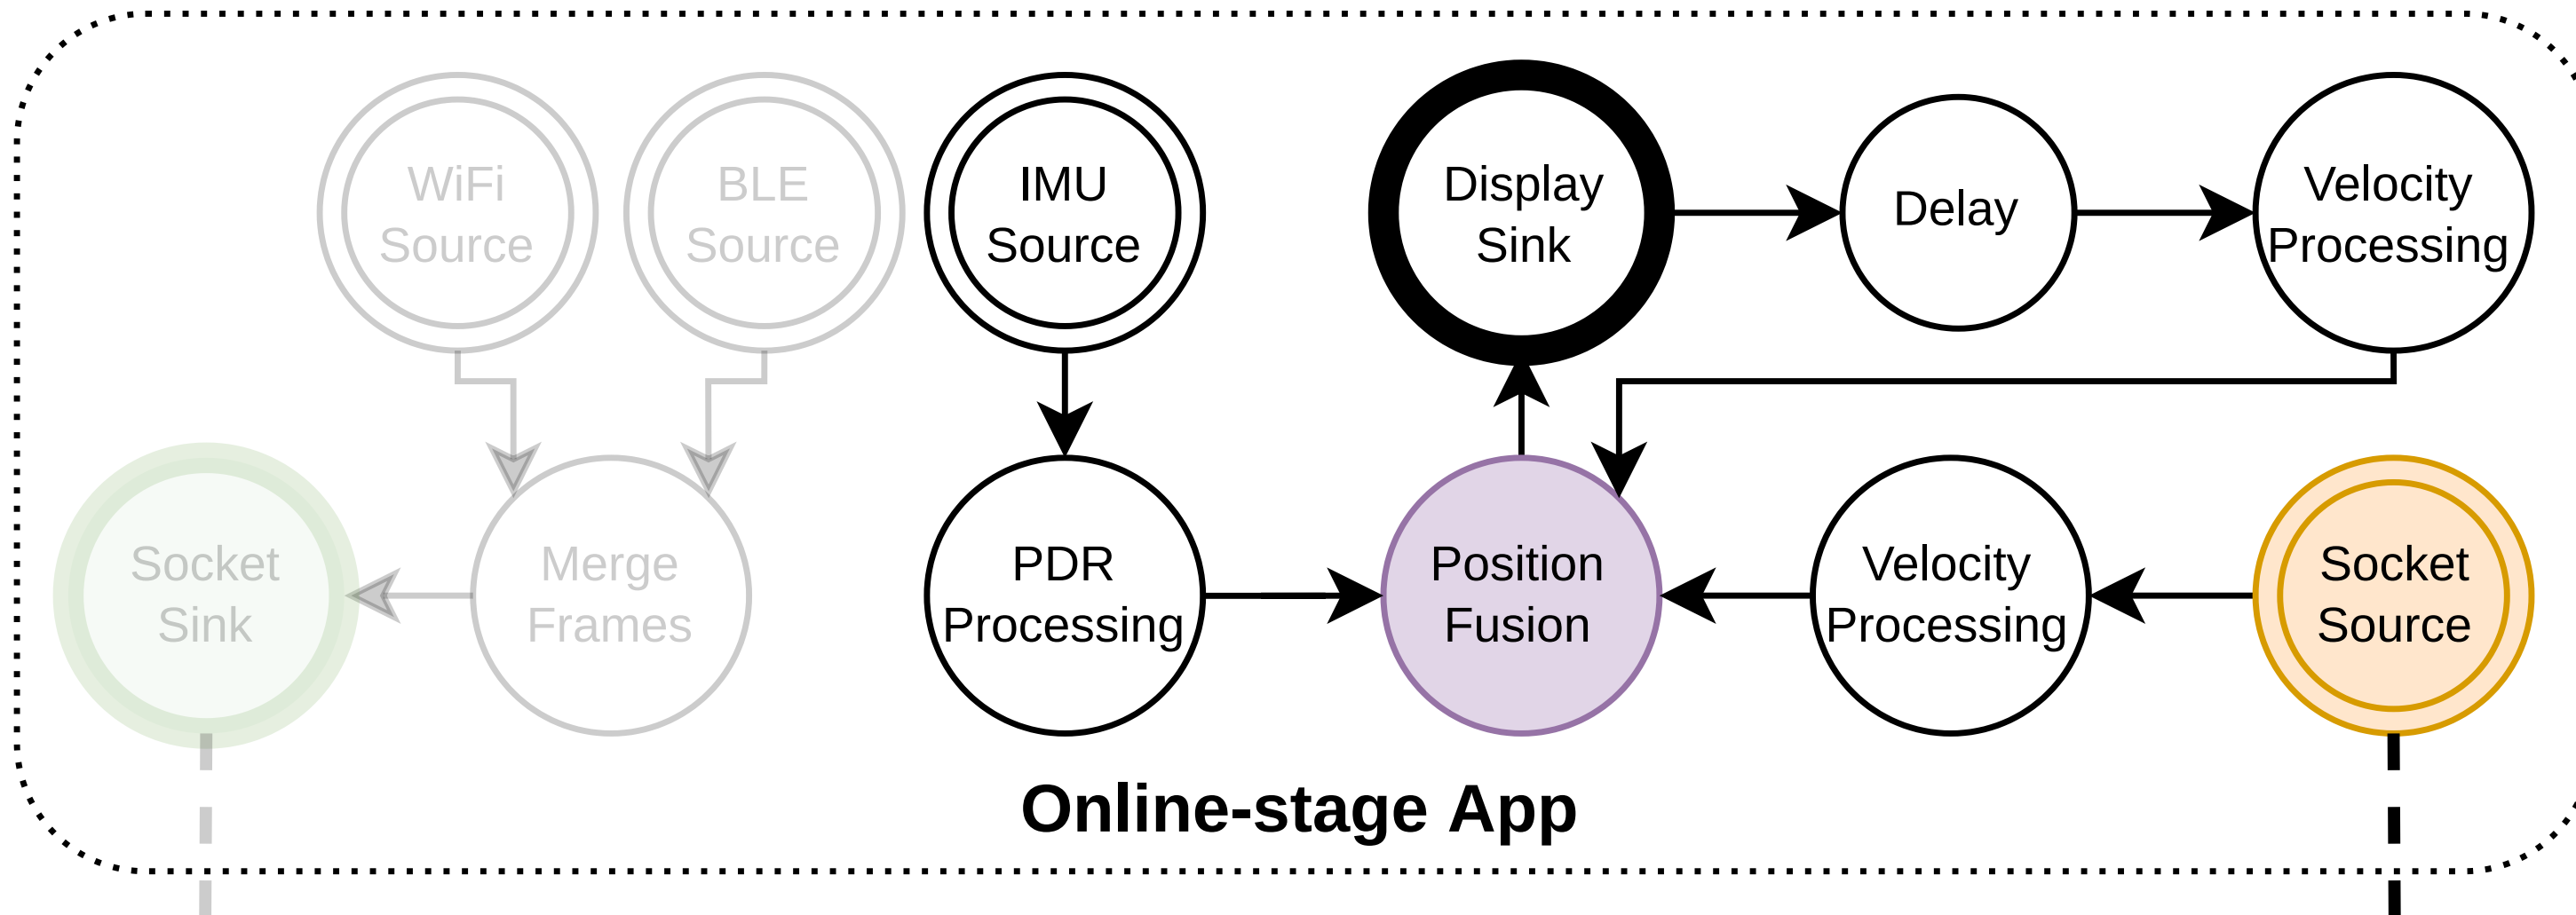 WiFi
Source
BLE
Source
IMU
Source
Display
Sink
Delay
Velocity
Processing
Socket
Sink
Merge
Frames
PDR
Processing
Position
Fusion
Velocity
Processing
Socket
Source
Online-stage App